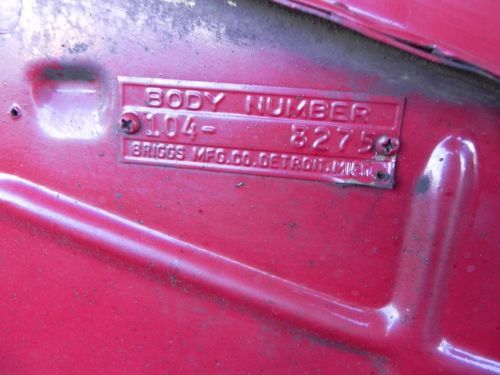 BODY NUMBER
104- 8275
BRIGGS MFG.CO.DETROIT.MICH.